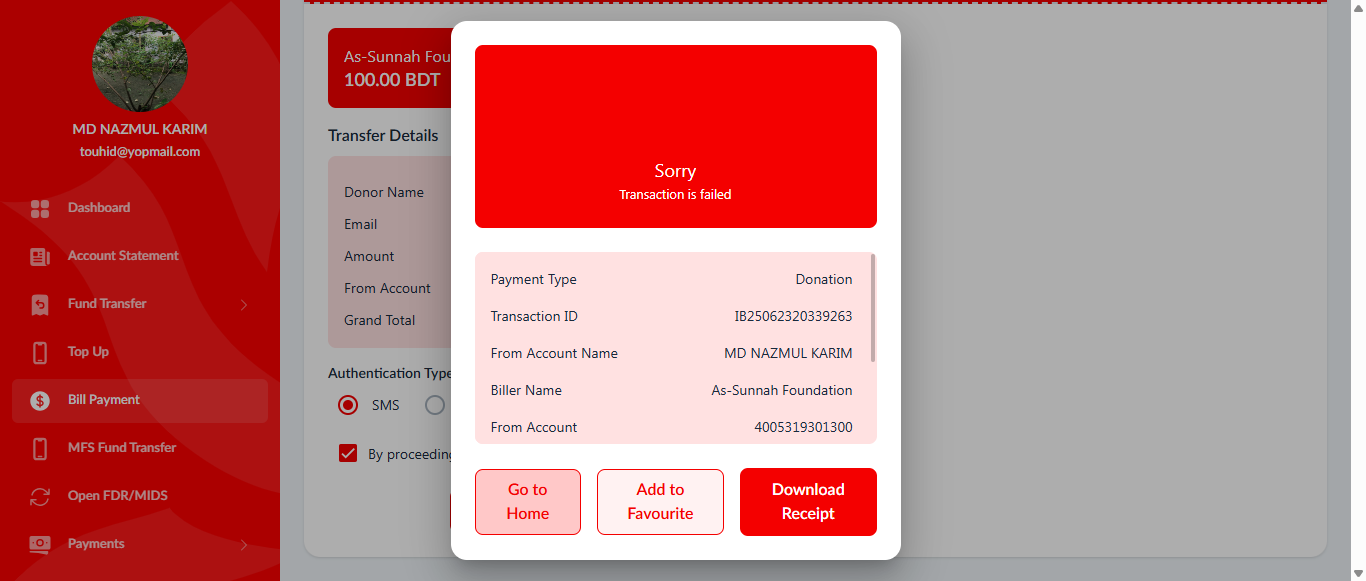 MD NAZMUL KARIM
touhid@yopmail.com
Dashboard
Account Statement
Fund Transfer
Top Up
Bill Payment
MFS Fund Transfer
Open FDR/MIDS
Payments
As-Sunnah Fou
100.00 BDT
Transfer Details
Donor Name
Email
Amount
From Account
Grand Total
Authentication Type
SMS
By proceeding
Sorry
Transaction is failed
Payment Type Donation
Transaction ID IB25062320339263
From Account Name MD NAZMUL KARIM
Biller Name As-Sunnah Foundation
From Account 4005319301300
Go to
Home
Add to
Favourite
Download
Receipt